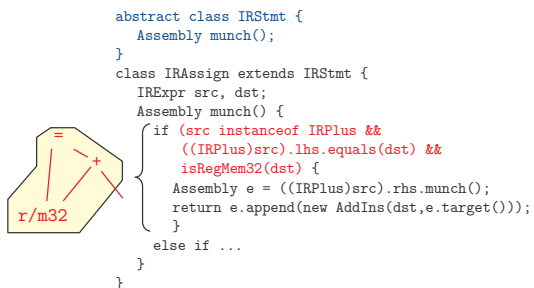 abstract class IRStmt {
Assembly munch();
}
class IRAssign extends IRStmt {
IRExpr src, dst;
Assembly munch() {
if (src instanceof IRPlus &&
((IRPlus)src).lhs.equals(dst) &&
isRegMem32(dst) {
Assembly e = ((IRPlus)src).rhs.munch();
return e.append(new AddIns(dst,e.target()));
}
else if ...
}
}
=
+
r/m32